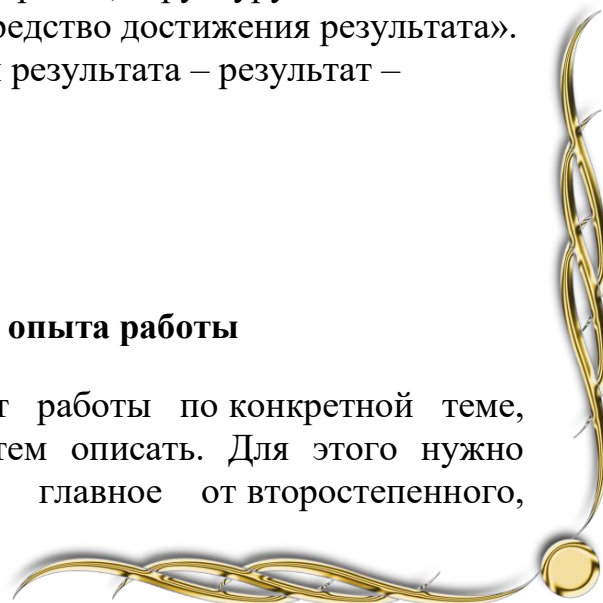 редство достижения результата».
результата – результат –
опыта работы
работы по конкретной теме,
тем описать. Для этого нужно
главное от второстепенного,